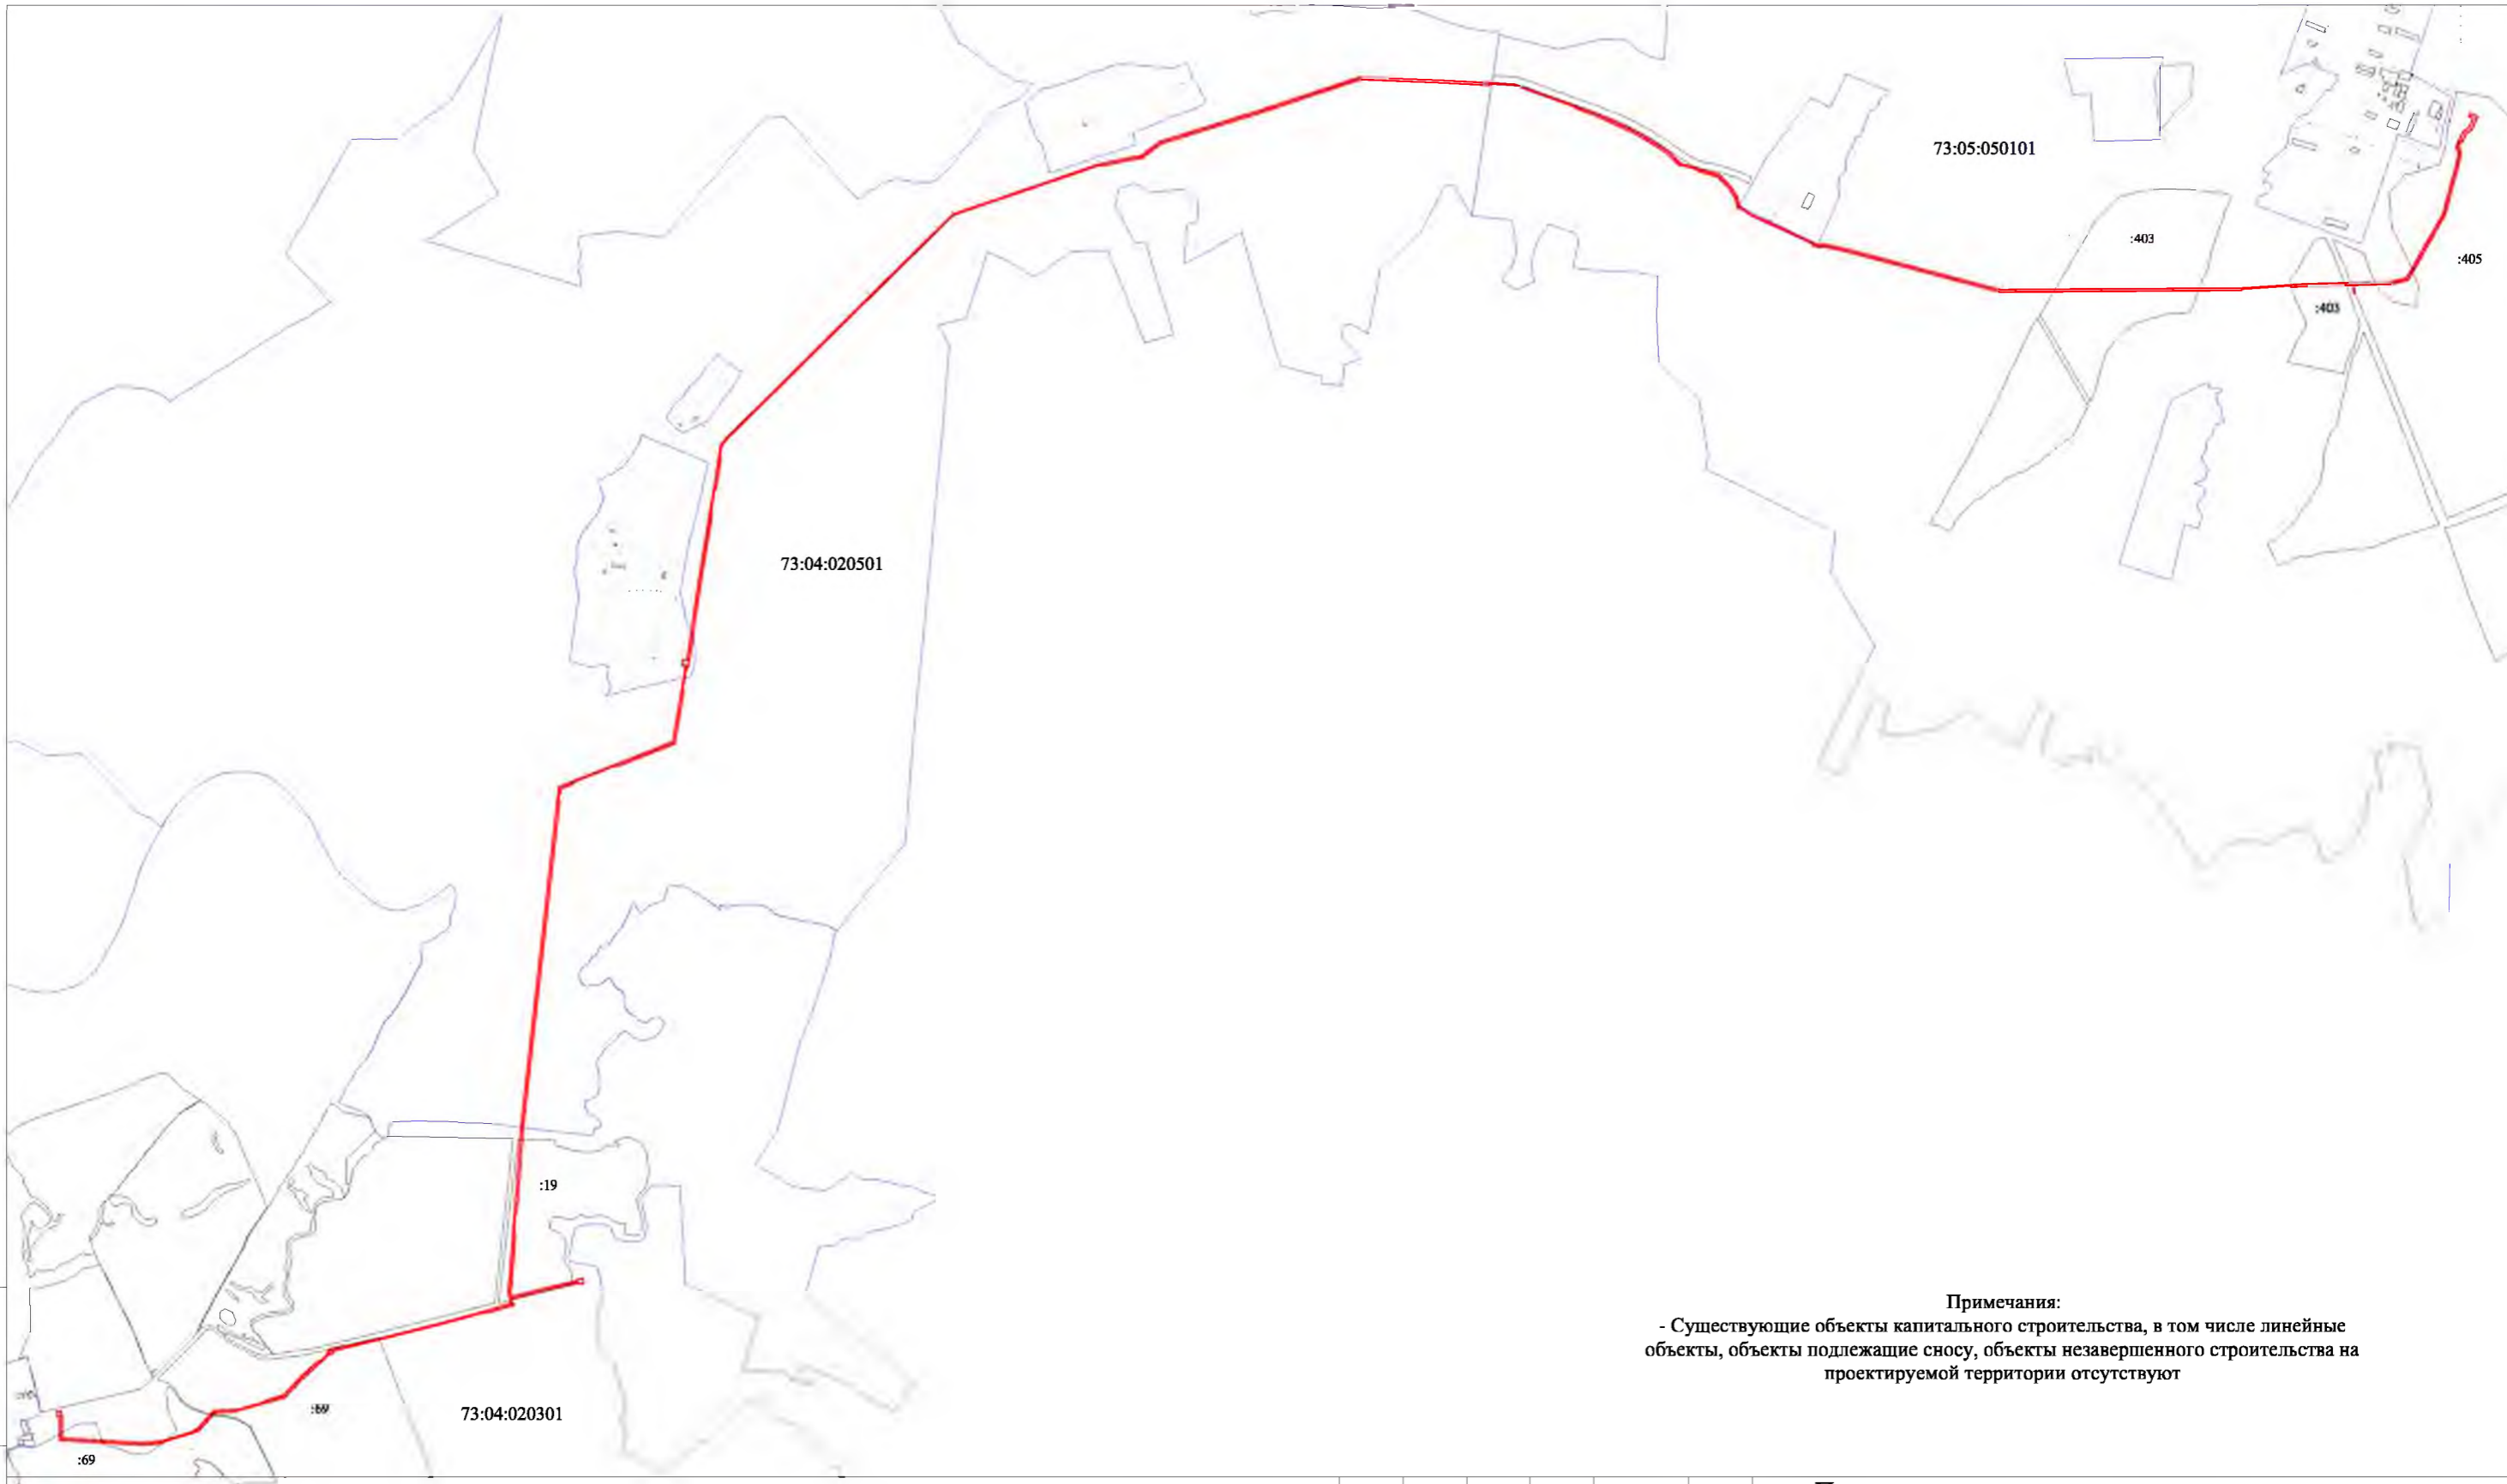 73:05:050101
:403
:405
:403
73:04:020501
:19
Примечания:
- Существующие объекты капитального строительства, в том числе линейные
объекты, объекты подлежащие сносу, объекты незавершенного строительства на
проектируемой территории отсутствуют
:69
73:04:020301
:69